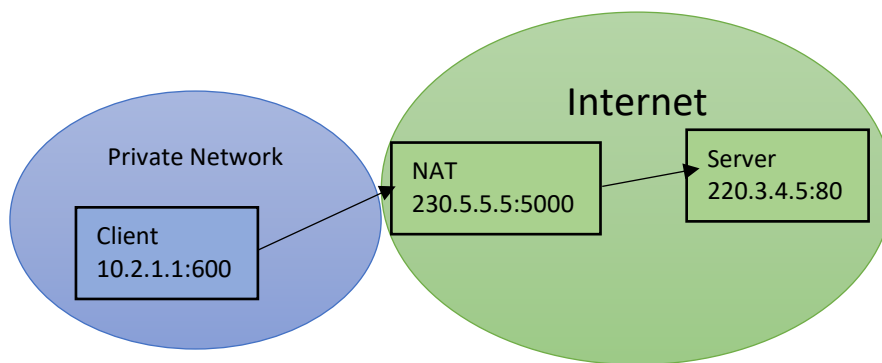 Internet
Private Network
NAT
230.5.5.5:5000
Server
220.3.4.5:80
Client
10.2.1.1:600